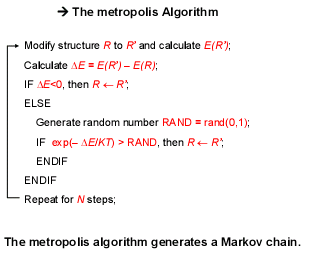 → The metropolis Algorithm
Modify structure R to R' and calculate E(R');
Calculate ΔE = E(R') – E(R);
IF ΔE<0, then R ← R';
ELSE
Generate random number RAND = rand(0,1);
IF exp(– ΔE/KT) > RAND, then R ← R';
ENDIF
ENDIF
Repeat for N steps;
The metropolis algorithm generates a Markov chain.